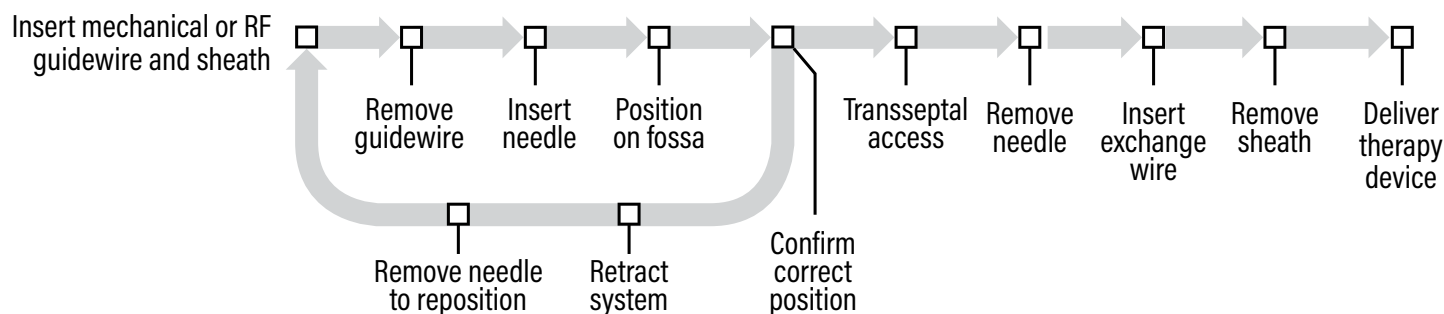 Insert mechanical or RF
guidewire and sheath
Remove
guidewire
Insert
needle
Position
on fossa
Confirm
correct
position
Transseptal
access
Remove
needle
Insert
exchange
wire
Remove
sheath
Deliver
therapy
device
Retract
system
Remove needle
to reposition